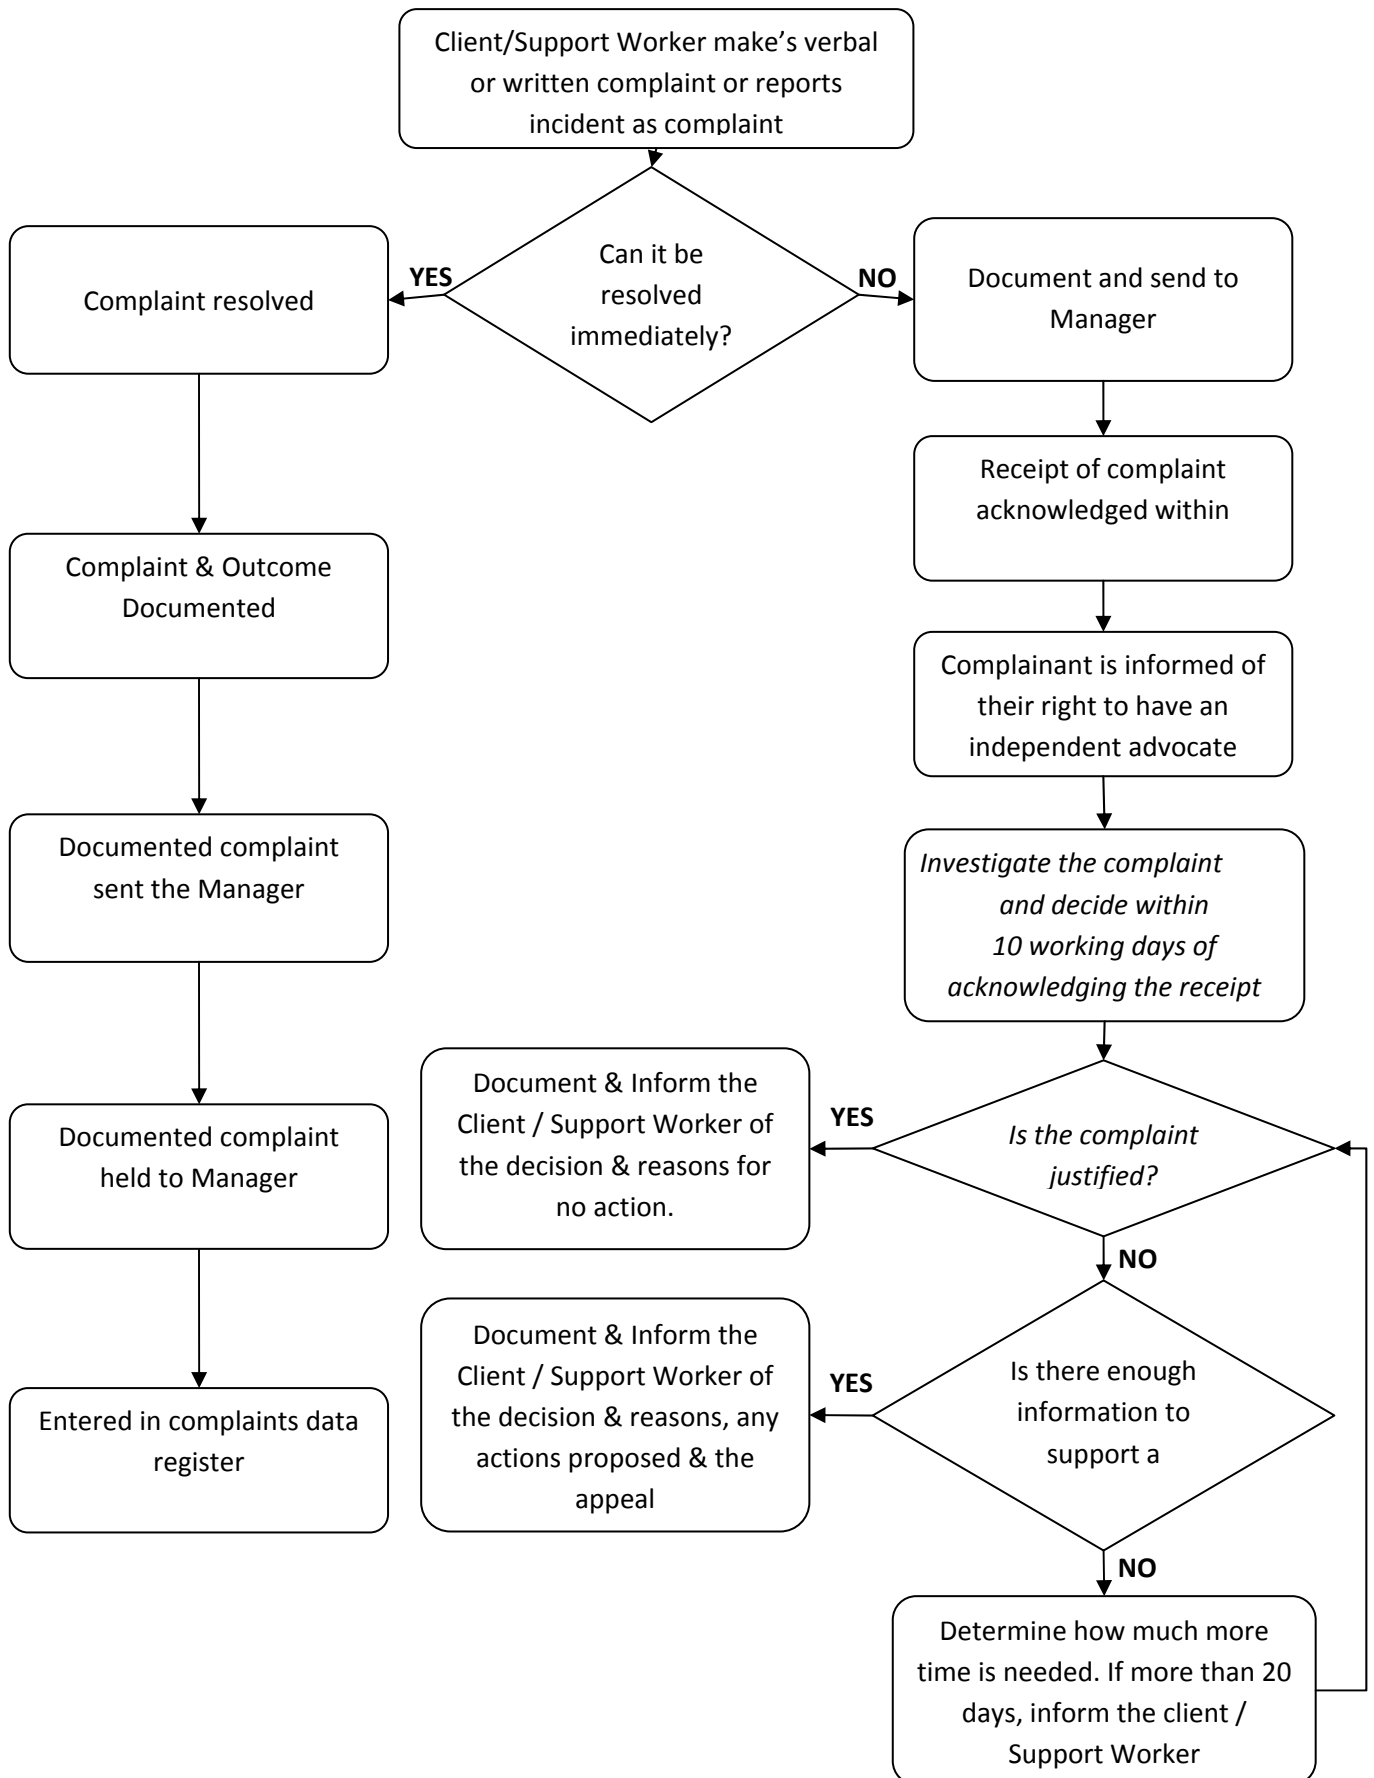 Client/Support Worker make’s verbal
or written complaint or reports
incident as complaint
Can it be
resolved
immediately?
YES
NO
Complaint resolved
Complaint & Outcome
Documented
Documented complaint
sent the Manager
Documented complaint
held to Manager
Entered in complaints data
register
Document and send to
Manager
Receipt of complaint
acknowledged within
Complainant is informed of
their right to have an
independent advocate
Investigate the complaint
and decide within
10 working days of
acknowledging the receipt
Is the complaint
justified?
YES
Document & Inform the
Client / Support Worker of
the decision & reasons for
no action.
NO
Is there enough
information to
support a
YES
Document & Inform the
Client / Support Worker of
the decision & reasons, any
actions proposed & the
appeal
NO
Determine how much more
time is needed. If more than 20
days, inform the client /
Support Worker